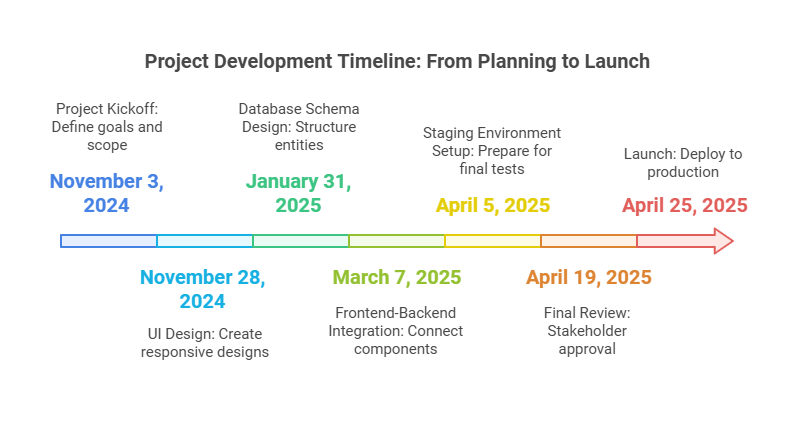 Project Development Timeline: From Planning to Launch
Project Kickoff:
Define goals and
scope
November 3,
2024
November 28,
2024
UI Design: Create
responsive designs
Database Schema
Design: Structure
entities
January 31,
2025
March 7, 2025
Frontend-Backend
Integration: Connect
components
Staging Environment
Setup: Prepare for
final tests
April 5, 2025
April 19, 2025
Final Review:
Stakeholder
approval
Launch: Deploy to
production
April 25, 2025